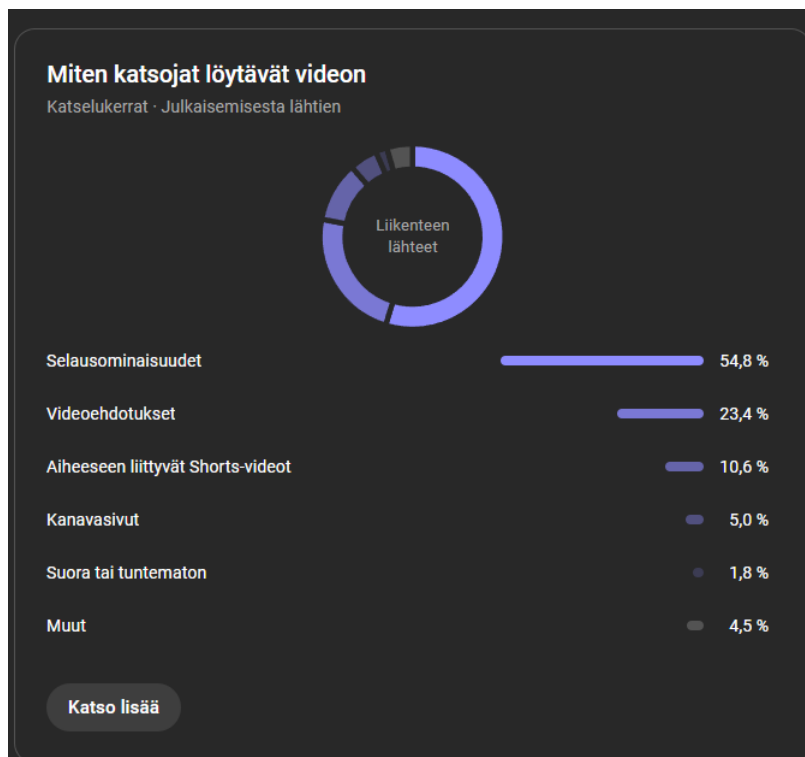 Miten katsojat löytävät videon
Katselukerrat · Julkaisemisesta lähtien
Liikenteen
lähteet
Selausominaisuudet 54,8 %
Videoehdotukset 23,4 %
Aiheeseen liittyvät Shorts-videot 10,6 %
Kanavasivut 5,0 %
Suora tai tuntematon 1,8 %
Muut 4,5 %
Katso lisää